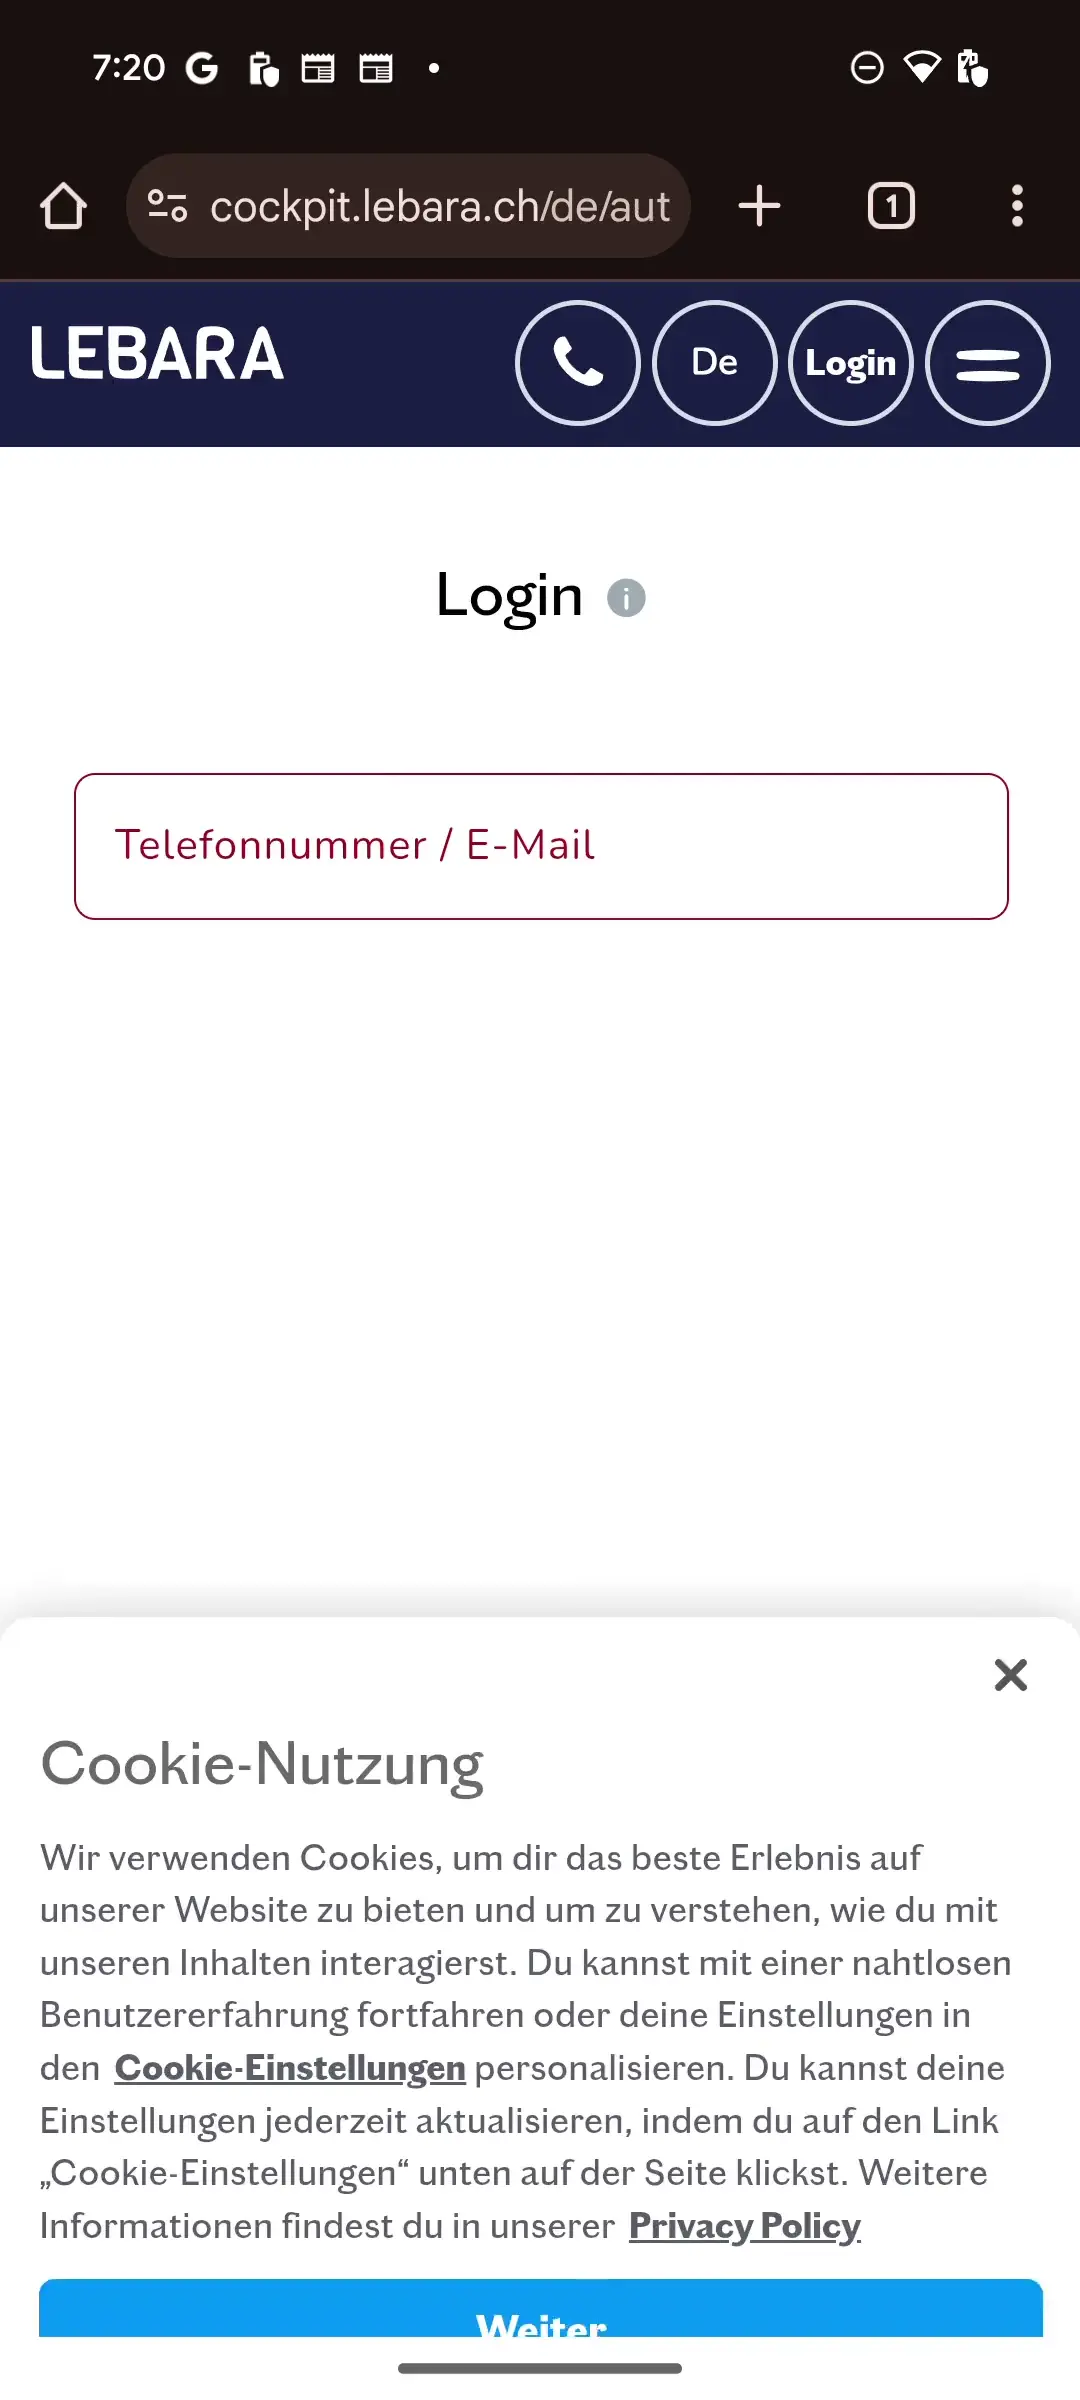 7:20
cockpit.lebara.ch/de/aut
1
LEBARA
De
Login
Login
Telefonnummer / E-Mail
Cookie-Nutzung
Wir verwenden Cookies, um dir das beste Erlebnis auf
unserer Website zu bieten und um zu verstehen, wie du mit
unseren Inhalten interagierst. Du kannst mit einer nahtlosen
Benutzererfahrung fortfahren oder deine Einstellungen in
den Cookie-Einstellungen personalisieren. Du kannst deine
Einstellungen jederzeit aktualisieren, indem du auf den Link
„Cookie-Einstellungen“ unten auf der Seite klickst. Weitere
Informationen findest du in unserer Privacy Policy
Weiter